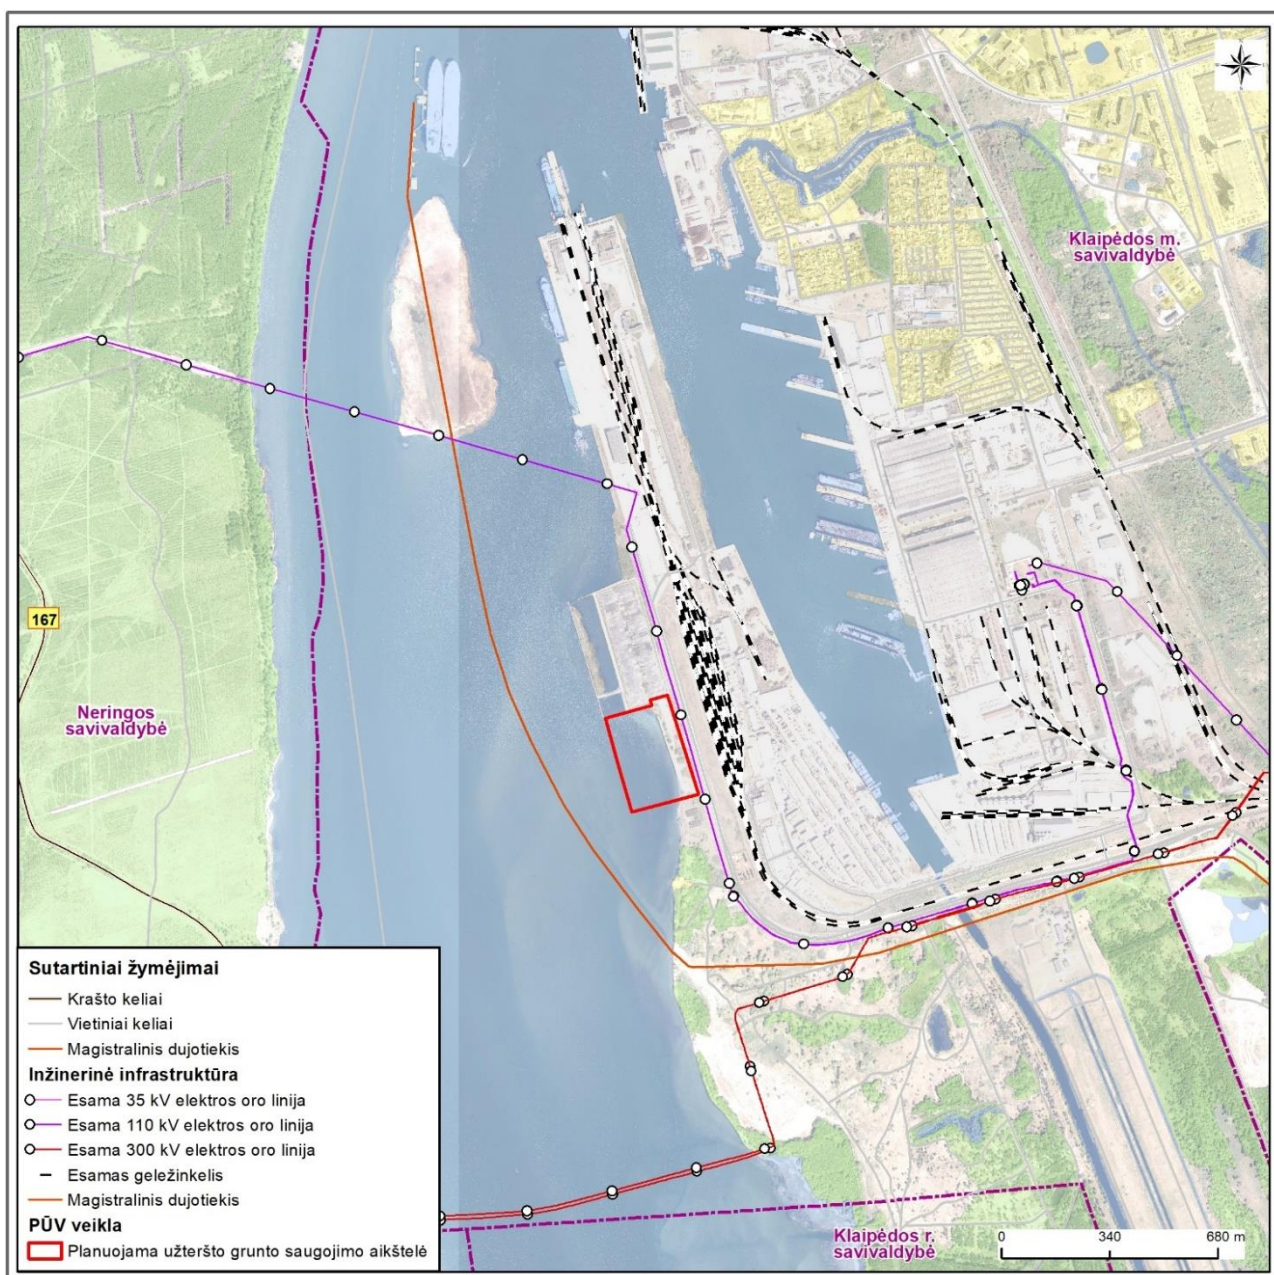 Klaipėdos m.
savivaldybė
167
Neringos
savivaldybė
Sutartiniai žymėjimai
Krašto keliai
Vietiniai keliai
Magistralinis dujotiekis
Inžinerinė infrastruktūra
Esama 35 kV elektros oro linija
Esama 110 kV elektros oro linija
Esama 300 kV elektros oro linija
Esamas geležinkelis
Magistralinis dujotiekis
PŪV veikla
Planuojama užteršto grunto saugojimo aikštelė
Klaipėdos r.
savivaldybė
0 340 680 m